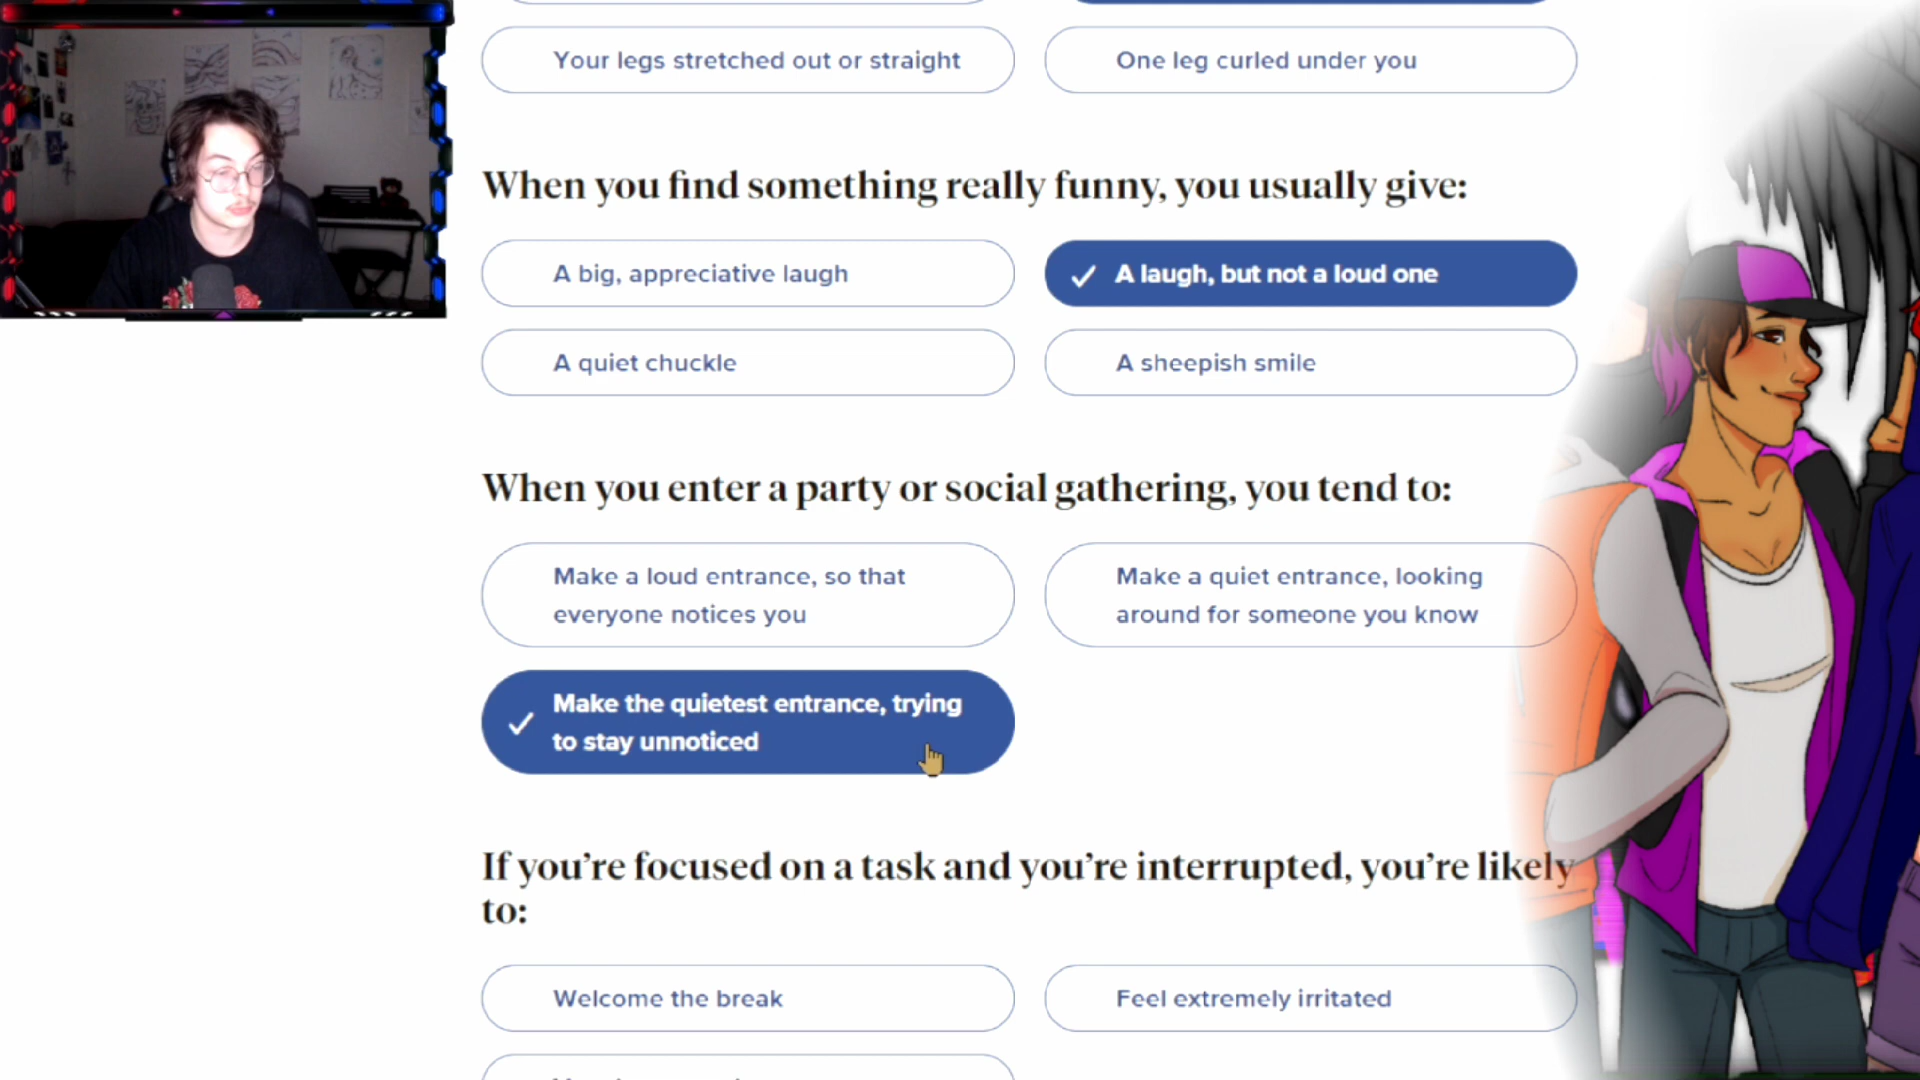 Your legs stretched out or straight
One leg curled under you
When you find something really funny, you usually give:
A big, appreciative laugh
A laugh, but not a loud one
A quiet chuckle
A sheepish smile
When you enter a party or social gathering, you tend to:
Make a loud entrance, so that
everyone notices you
Make a quiet entrance, looking
around for someone you know
Make the quietest entrance, trying
to stay unnoticed
If you're focused on a task and you're interrupted, you're likely
to:
Welcome the break
Feel extremely irritated